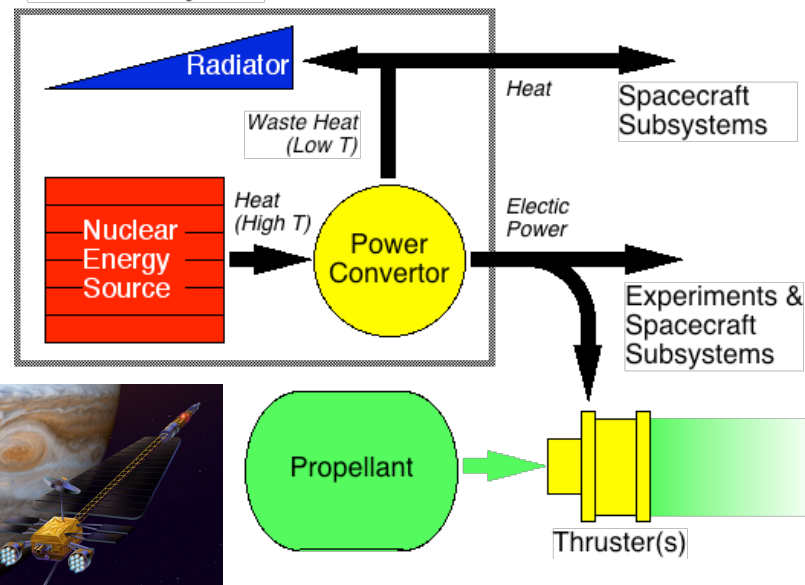 Radiator
Heat
Spacecraft
Subsystems
Waste Heat
(Low T)
Heat
(High T)
Nuclear
Energy
Source
Power
Convertor
Electic
Power
Experiments &
Spacecraft
Subsystems
Propellant
Thruster(s)